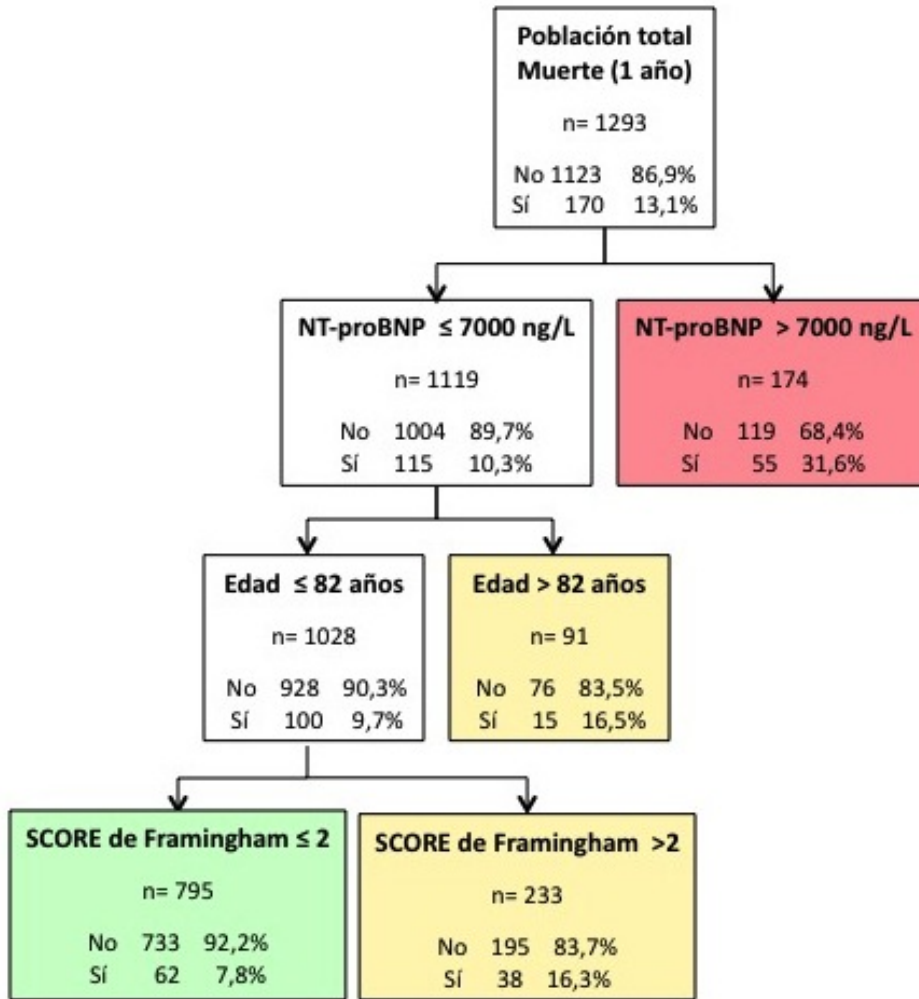 Población total
Muerte (1 año)
n= 1293
No 1123 86,9%
Sí 170 13,1%
NT-proBNP ≤ 7000 ng/L
n= 1119
No 1004 89,7%
Sí 115 10,3%
NT-proBNP > 7000 ng/L
n= 174
No 119 68,4%
Sí 55 31,6%
Edad ≤ 82 años
n= 1028
No 928 90,3%
Sí 100 9,7%
Edad > 82 años
n= 91
No 76 83,5%
Sí 15 16,5%
SCORE de Framingham ≤ 2
n= 795
No 733 92,2%
Sí 62 7,8%
SCORE de Framingham >2
n= 233
No 195 83,7%
Sí 38 16,3%